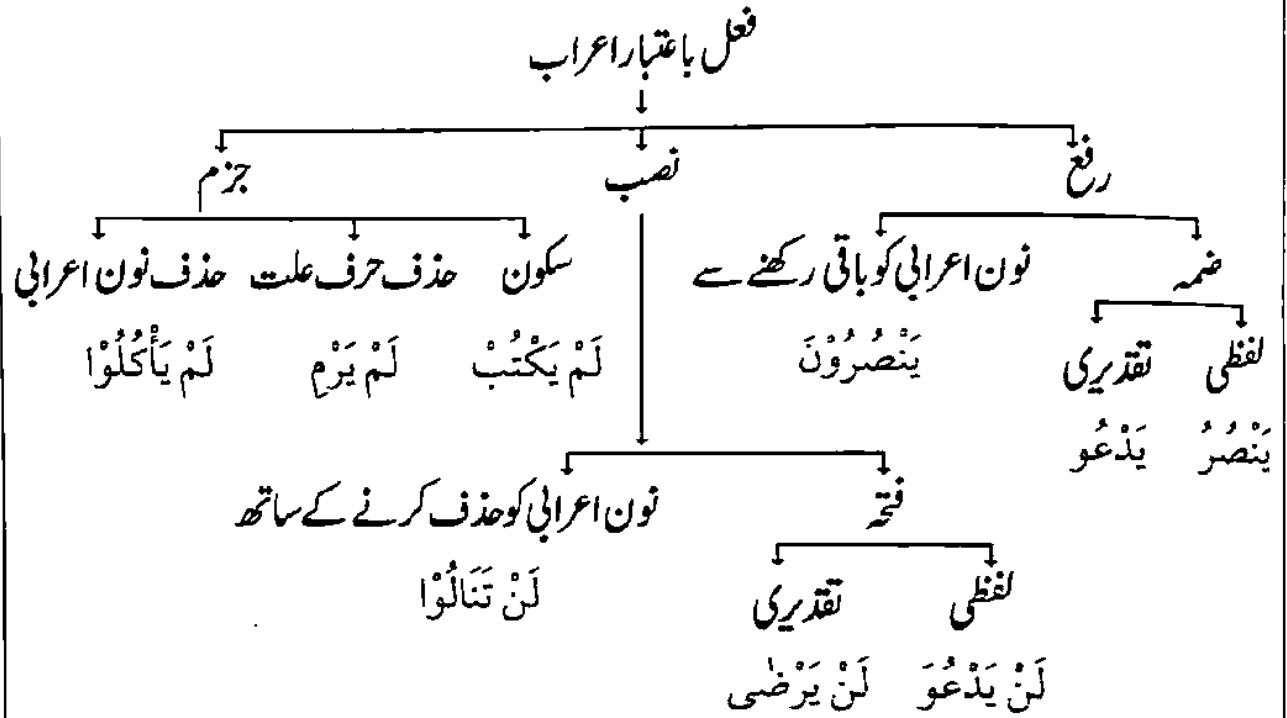 فعل باعتبار اعراب
رفع نصب جزم
ضمہ نون اعرابی کو باقی رکھنے سے سکون حذف حرف علت حذف نون اعرابی
لفظی تقدیری يَنْصُرُوْنَ لَمْ يَكْتُبْ لَمْ يَرْمِ لَمْ يَأْكُلُوْا
يَنْصُرُ يَدْعُو
فتحہ نون اعرابی کو حذف کرنے کے ساتھ
لفظی تقدیری لَنْ تَنَالُوْا
لَنْ يَدْعُوَ لَنْ يَرْضٰى